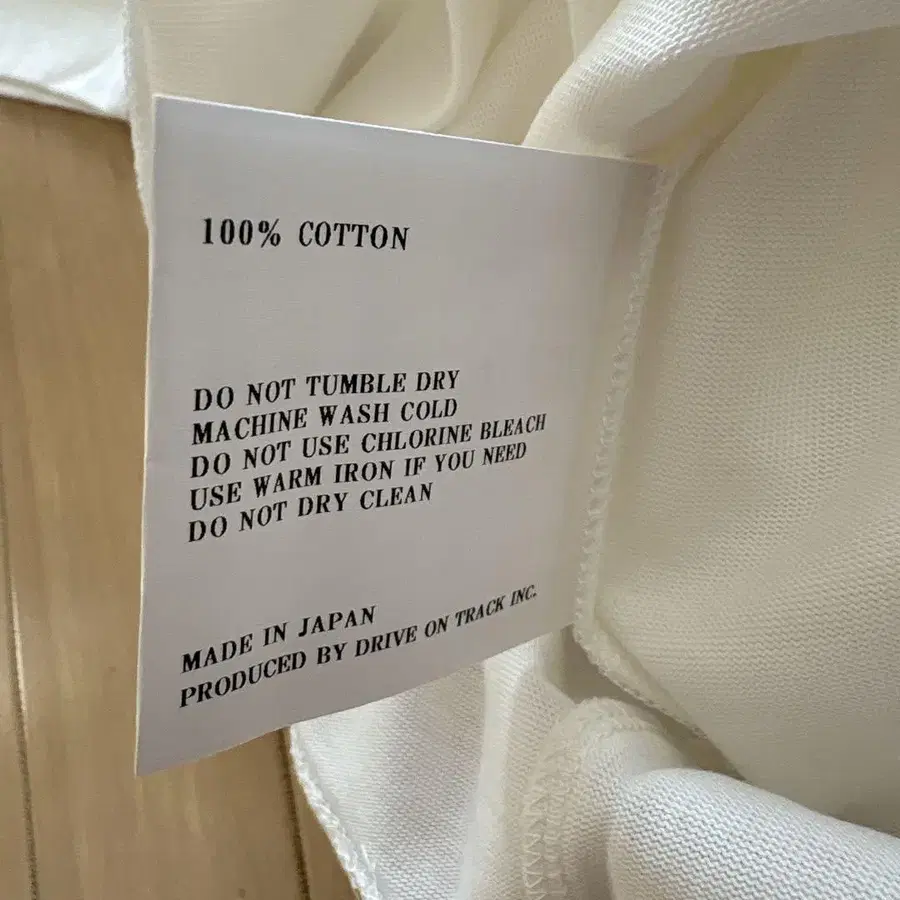 100% COTTON
DO NOT TUMBLE DRY
MACHINE WASH COLD
DO NOT USE CHLORINE BLEACH
USE WARM IRON IF YOU NEED
DO NOT DRY CLEAN
MADE IN JAPAN
PRODUCED BY DRIVE ON TRACK INC.